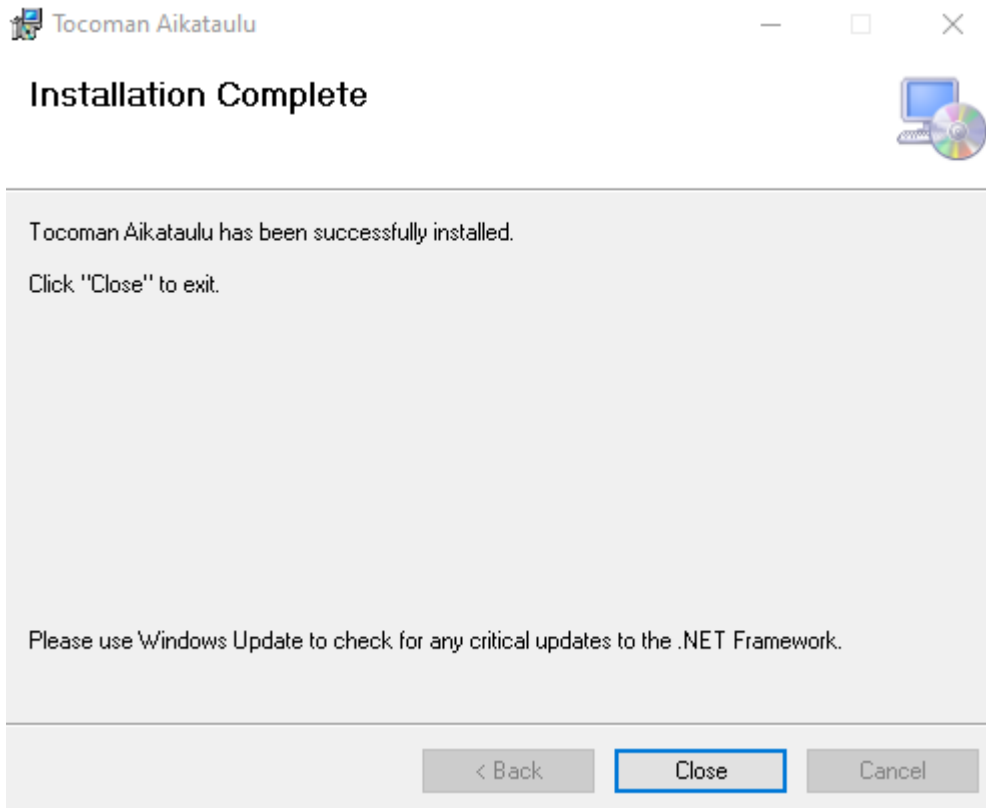 Tocoman Aikataulu
Installation Complete
Tocoman Aikataulu has been successfully installed.
Click "Close" to exit.
Please use Windows Update to check for any critical updates to the .NET Framework.
< Back
Close
Cancel